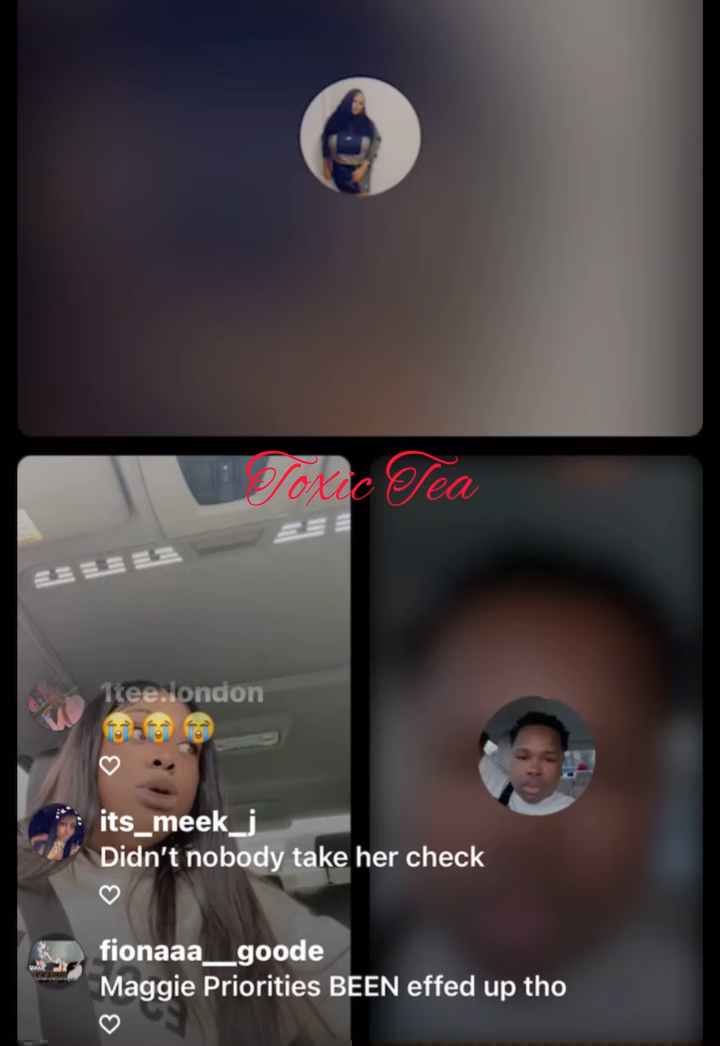 Toxic Tea
1tee.london
😭😭😭
its_meek_j
Didn't nobody take her check
fionaaa__goode
Maggie Priorities BEEN effed up tho